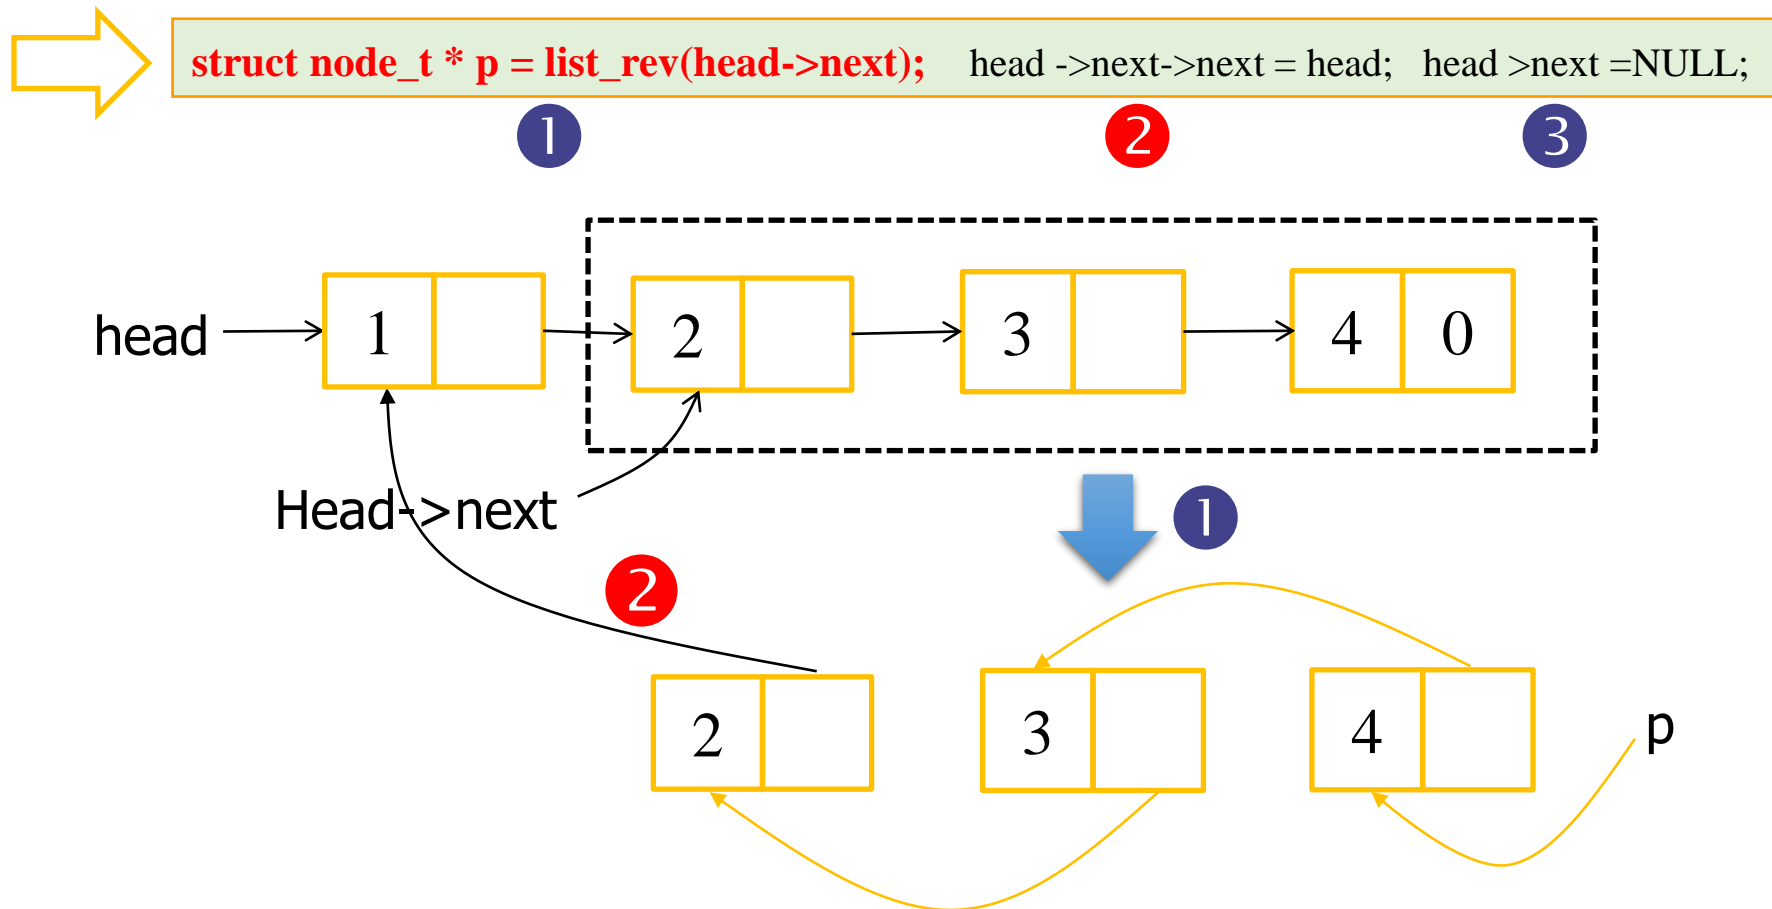 struct node_t * p = list_rev(head->next); head ->next->next = head; head >next =NULL;
1 2 3
head 1 2 3 4 0
Head->next
1
2
2 3 4 p